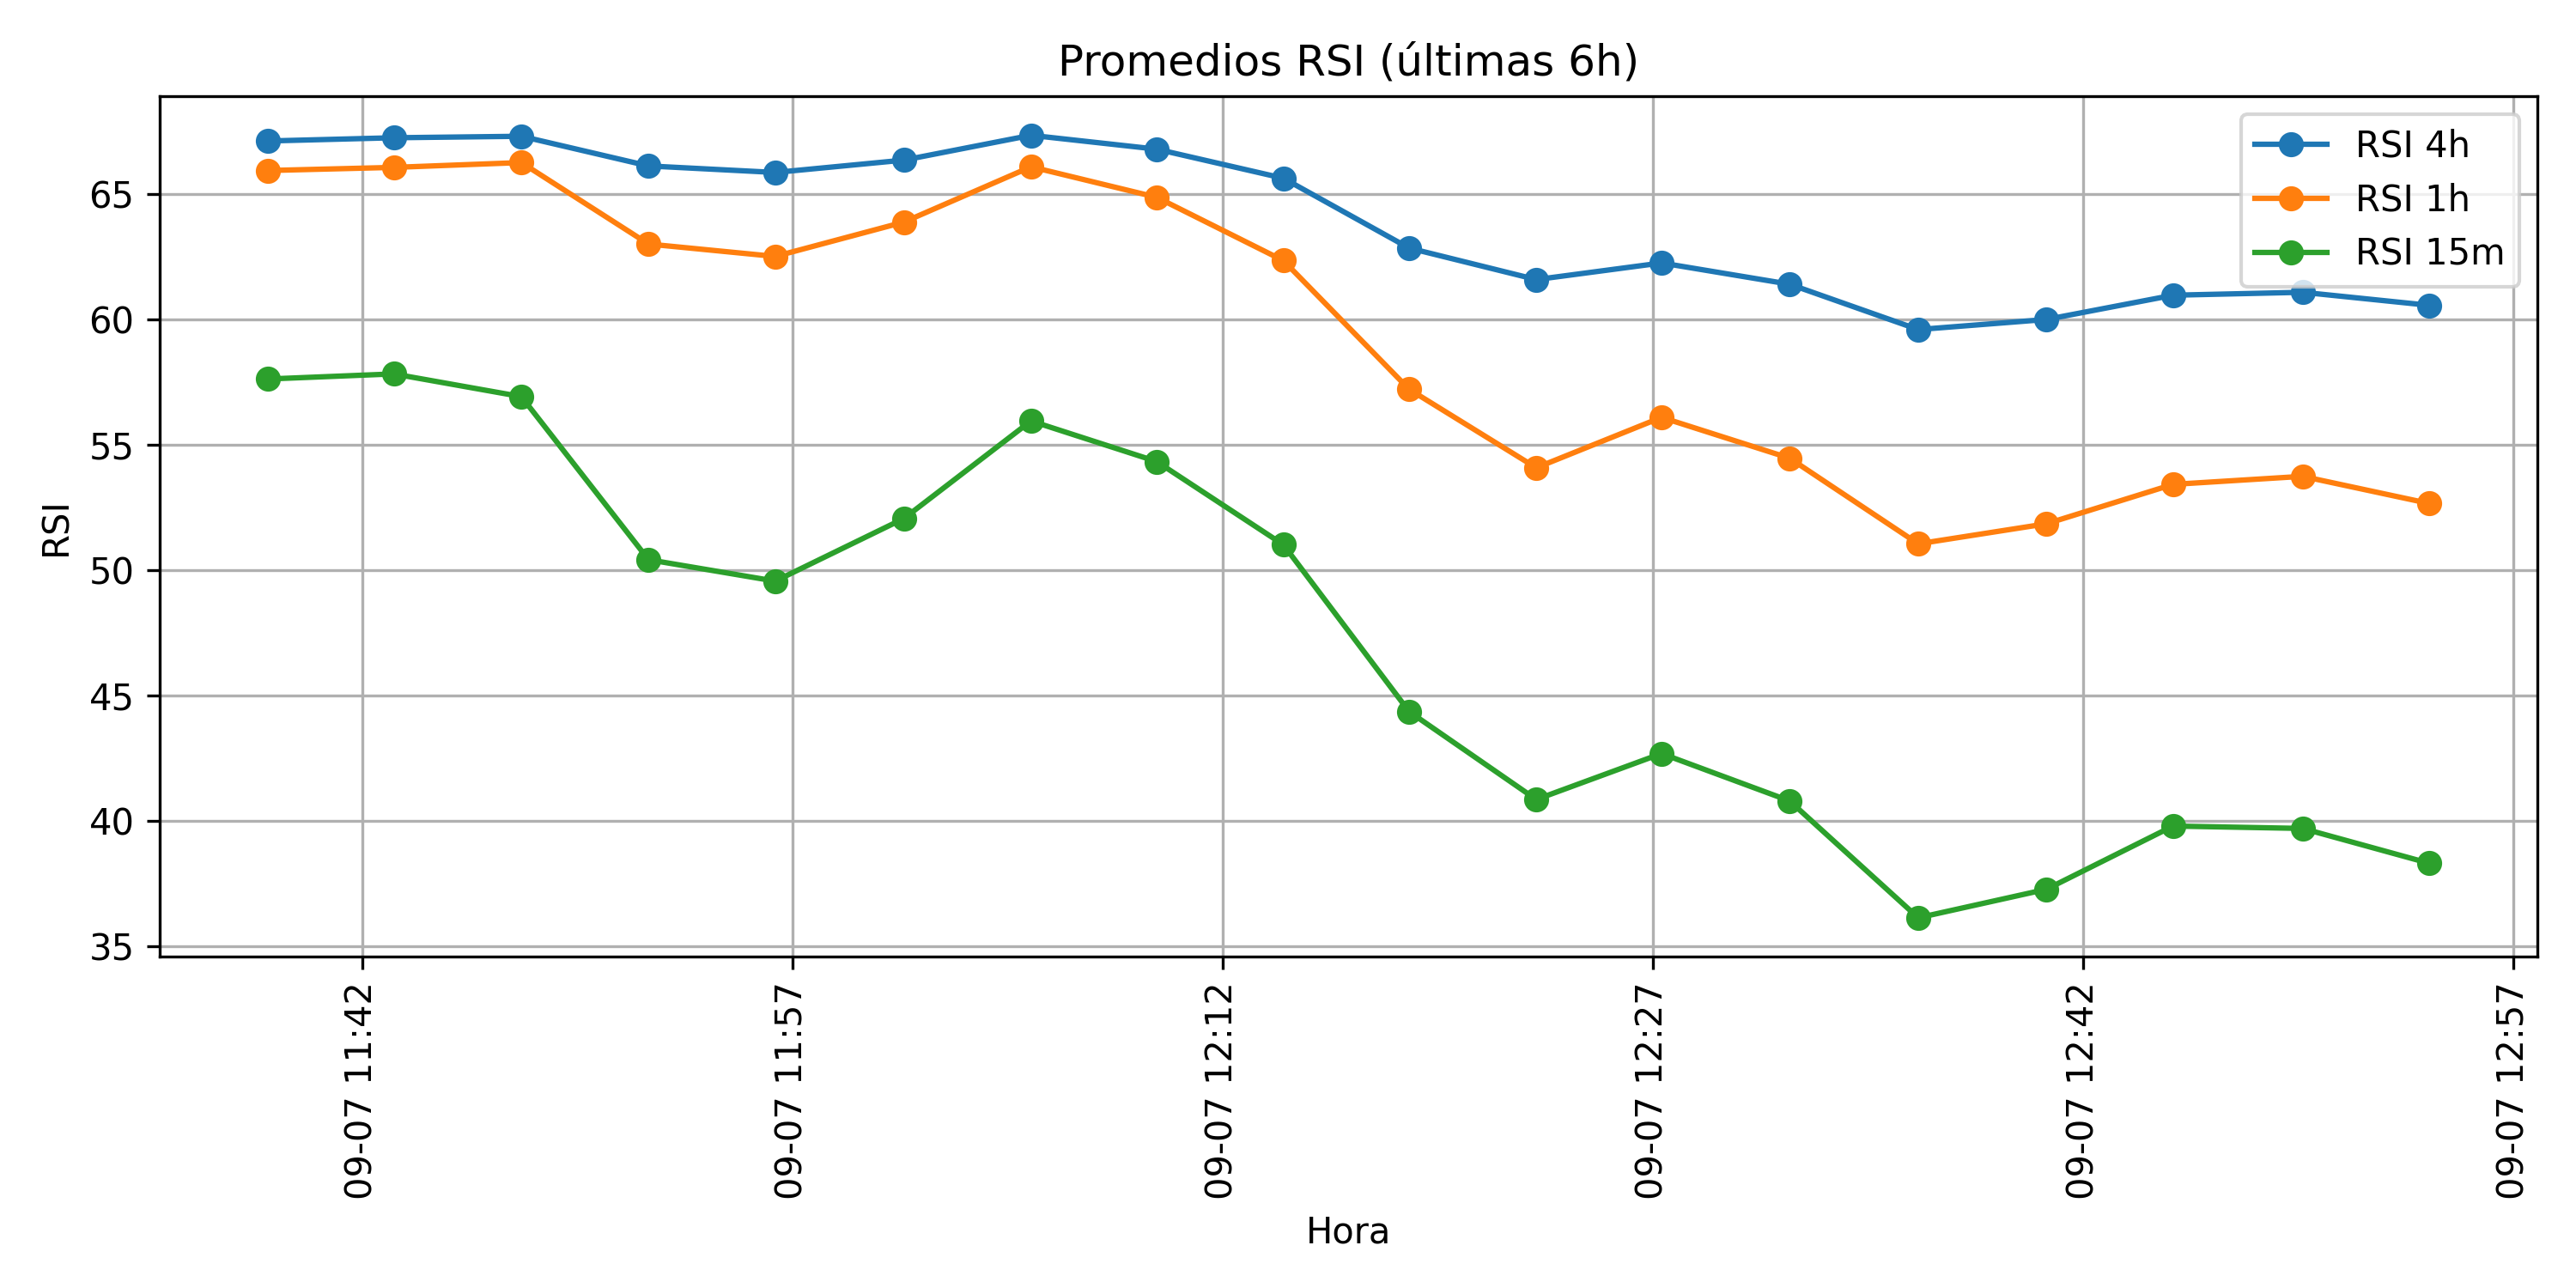 Promedios RSI (últimas 6h)
RSI 4h
RSI 1h
RSI 15m
RSI
65
60
55
50
45
40
35
09-07 11:42
09-07 11:57
09-07 12:12
09-07 12:27
09-07 12:42
09-07 12:57
Hora